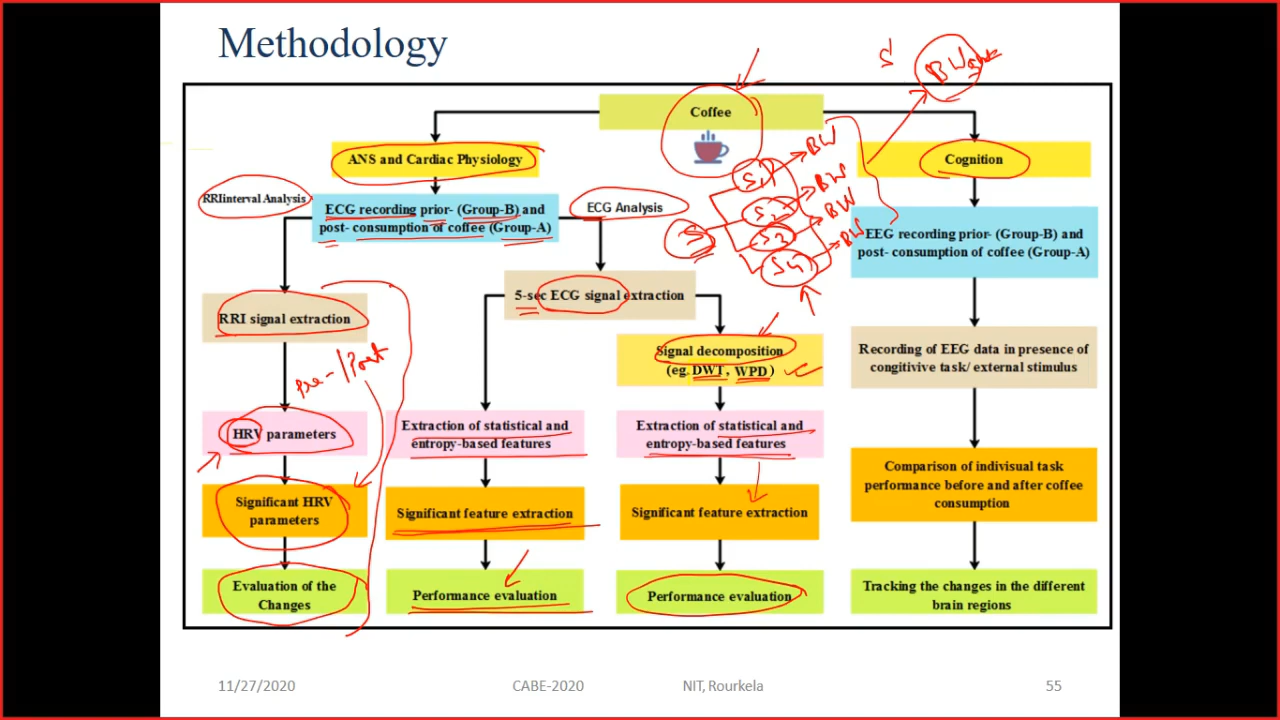 Methodology
Coffee
ANS and Cardiac Physiology
Cognition
RRIinterval Analysis
ECG recording prior- (Group-B) and
post- consumption of coffee (Group-A)
ECG Analysis
EEG recording prior- (Group-B) and
post- consumption of coffee (Group-A)
S
S1
S2
S3
S4
BW
BW
BW
BW
S'
RRI signal extraction
5-sec ECG signal extraction
Signal decomposition
(eg. DWT, WPD)
Recording of EEG data in presence of
congitivive task/ external stimulus
Pre-/Post
HRV parameters
Extraction of statistical and
entropy-based features
Extraction of statistical and
entropy-based features
Comparison of indivisual task
performance before and after coffee
consumption
Significant HRV
parameters
Significant feature extraction
Significant feature extraction
Evaluation of the
Changes
Performance evaluation
Performance evaluation
Tracking the changes in the different
brain regions
11/27/2020
CABE-2020
NIT, Rourkela
55